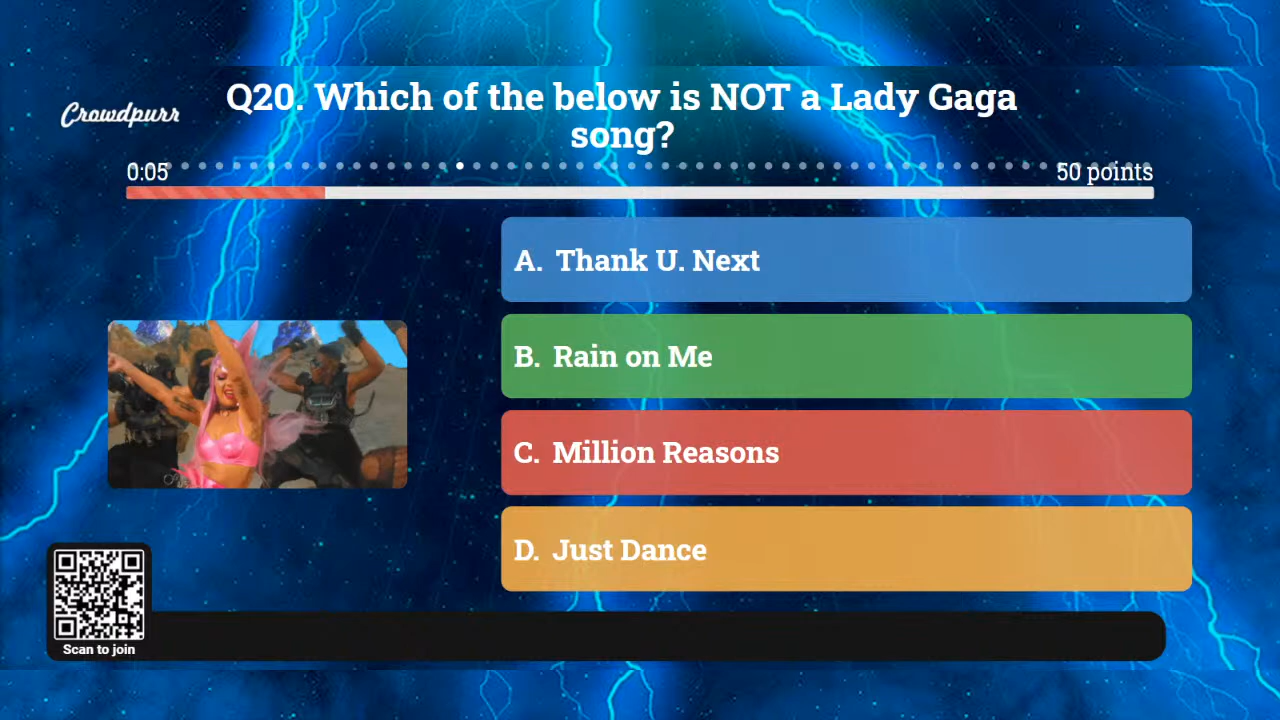 Crowdpurr
Q20. Which of the below is NOT a Lady Gaga
song?
0:05
50 points
A. Thank U. Next
B. Rain on Me
C. Million Reasons
D. Just Dance
Scan to join